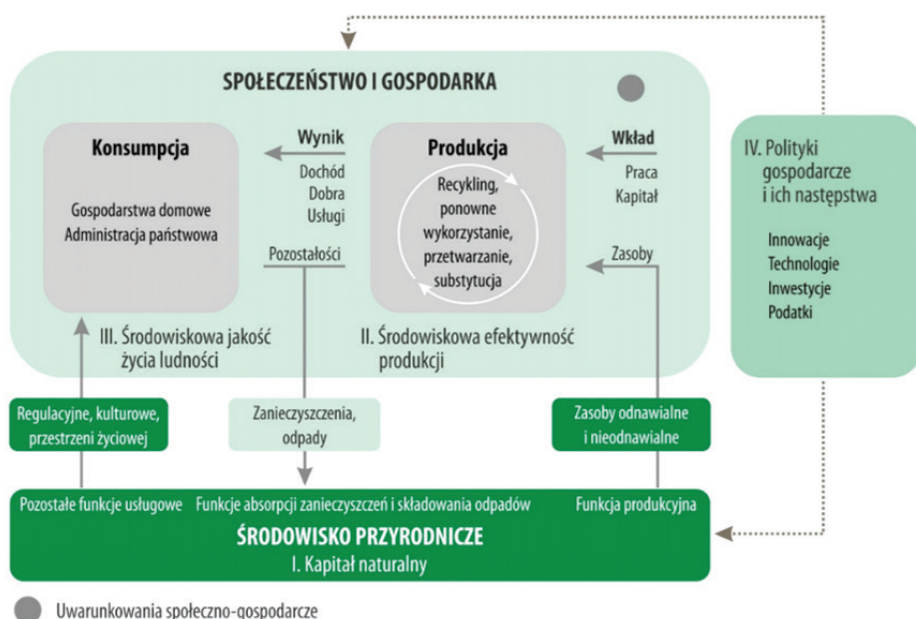 SPOŁECZEŃSTWO I GOSPODARKA
Konsumpcja
Gospodarstwa domowe
Administracja państwowa
Wynik
Dochód
Dobra
Usługi
Pozostałości
Produkcja
Recykling,
ponowne
wykorzystanie,
przetwarzanie,
substytucja
Wkład
Praca
Kapitał
Zasoby
III. Środowiskowa jakość
życia ludności
II. Środowiskowa efektywność
produkcji
IV. Polityki
gospodarcze
i ich następstwa
Innowacje
Technologie
Inwestycje
Podatki
Regulacyjne, kulturowe,
przestrzeni życiowej
Zanieczyszczenia,
odpady
Zasoby odnawialne
i nieodnawialne
Pozostałe funkcje usługowe
Funkcje absorpcji zanieczyszczeń i składowania odpadów
Funkcja produkcyjna
ŚRODOWISKO PRZYRODNICZE
I. Kapitał naturalny
Uwarunkowania społeczno-gospodarcze